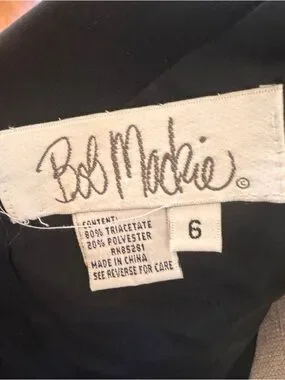 Bob Mackie ©
6
CONTENT:
80% TRIACETATE
20% POLYESTER
RN85281
MADE IN CHINA
SEE REVERSE FOR CARE